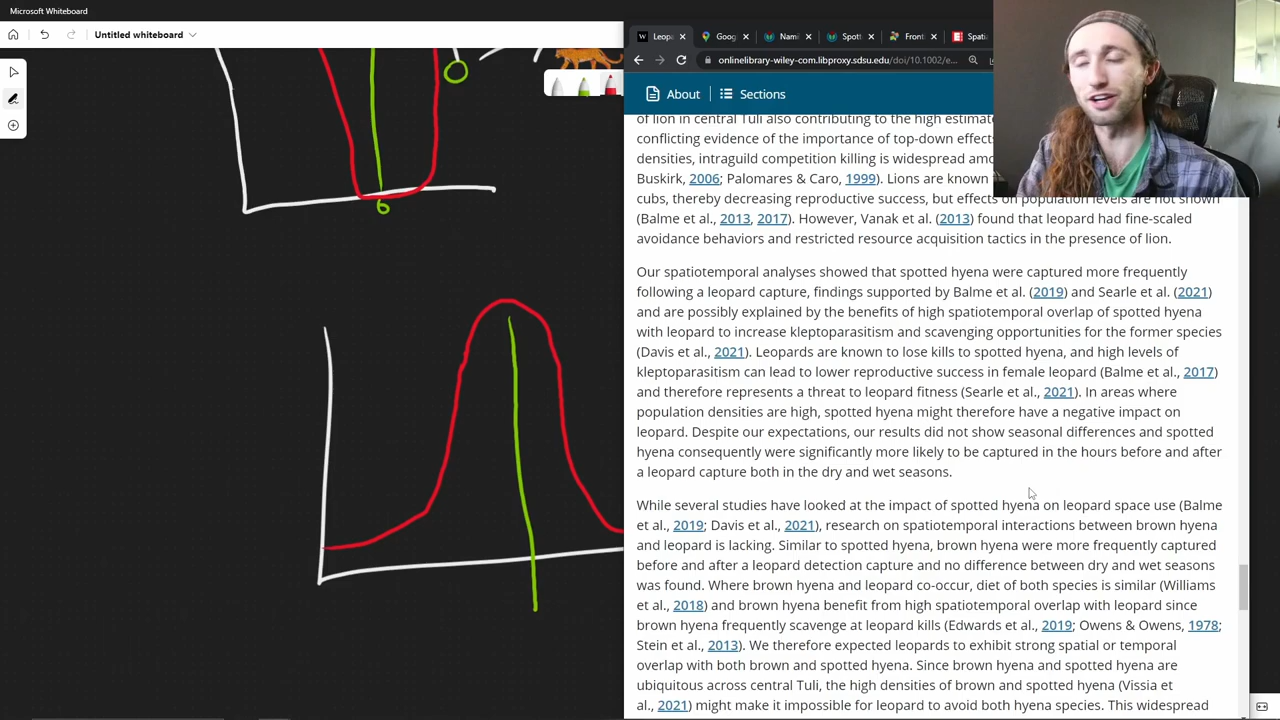 Microsoft Whiteboard
Untitled whiteboard
6
Leopa
Goog
Nami
Spott
Front
Spatia
onlinelibrary-wiley-com.libproxy.sdsu.edu/doi/10.1002/e...
About
Sections
of lion in central Tuli also contributing to the high estimate
conflicting evidence of the importance of top-down effects
densities, intraguild competition killing is widespread amo
Buskirk, 2006; Palomares & Caro, 1999). Lions are known
cubs, thereby decreasing reproductive success, but effects on population levels are not shown
(Balme et al., 2013, 2017). However, Vanak et al. (2013) found that leopard had fine-scaled
avoidance behaviors and restricted resource acquisition tactics in the presence of lion.
Our spatiotemporal analyses showed that spotted hyena were captured more frequently
following a leopard capture, findings supported by Balme et al. (2019) and Searle et al. (2021)
and are possibly explained by the benefits of high spatiotemporal overlap of spotted hyena
with leopard to increase kleptoparasitism and scavenging opportunities for the former species
(Davis et al., 2021). Leopards are known to lose kills to spotted hyena, and high levels of
kleptoparasitism can lead to lower reproductive success in female leopard (Balme et al., 2017)
and therefore represents a threat to leopard fitness (Searle et al., 2021). In areas where
population densities are high, spotted hyena might therefore have a negative impact on
leopard. Despite our expectations, our results did not show seasonal differences and spotted
hyena consequently were significantly more likely to be captured in the hours before and after
a leopard capture both in the dry and wet seasons.
While several studies have looked at the impact of spotted hyena on leopard space use (Balme
et al., 2019; Davis et al., 2021), research on spatiotemporal interactions between brown hyena
and leopard is lacking. Similar to spotted hyena, brown hyena were more frequently captured
before and after a leopard detection capture and no difference between dry and wet seasons
was found. Where brown hyena and leopard co-occur, diet of both species is similar (Williams
et al., 2018) and brown hyena benefit from high spatiotemporal overlap with leopard since
brown hyena frequently scavenge at leopard kills (Edwards et al., 2019; Owens & Owens, 1978;
Stein et al., 2013). We therefore expected leopards to exhibit strong spatial or temporal
overlap with both brown and spotted hyena. Since brown hyena and spotted hyena are
ubiquitous across central Tuli, the high densities of brown and spotted hyena (Vissia et
al., 2021) might make it impossible for leopard to avoid both hyena species. This widespread